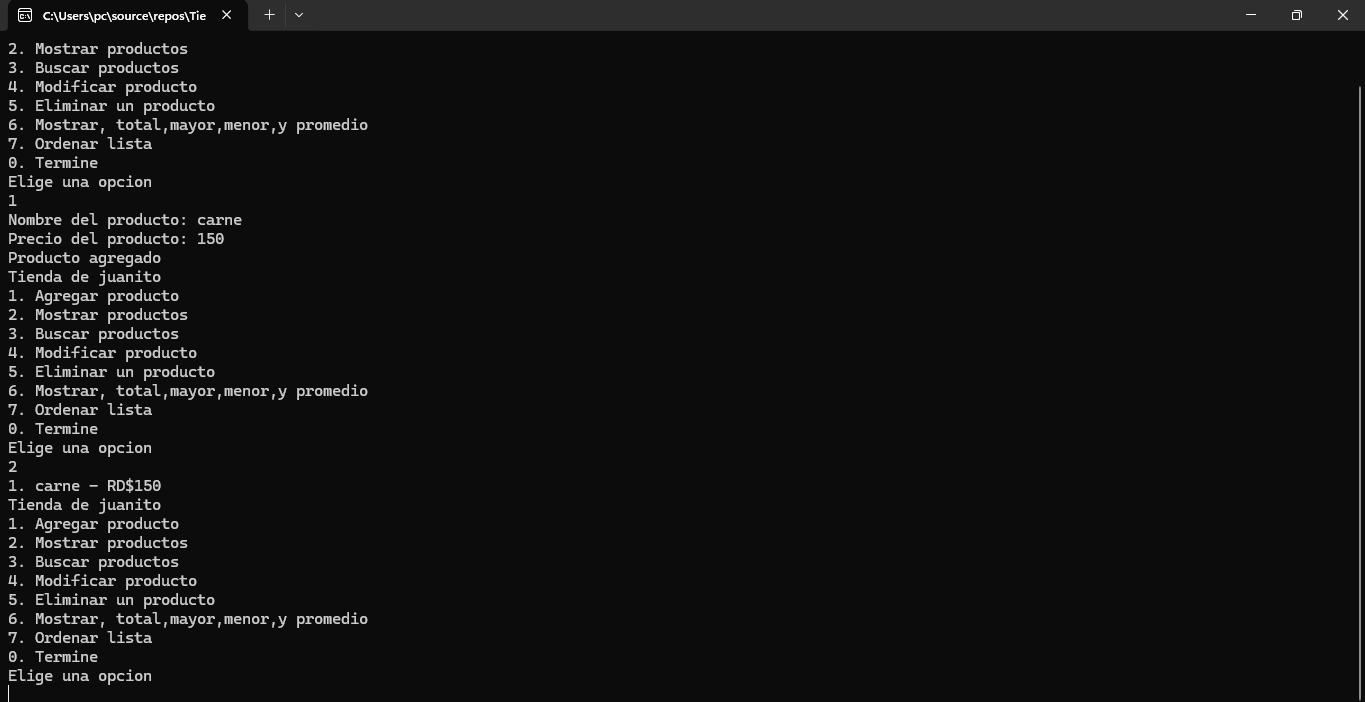 C:\Users\pc\source\repos\Tie
2. Mostrar productos
3. Buscar productos
4. Modificar producto
5. Eliminar un producto
6. Mostrar, total,mayor,menor,y promedio
7. Ordenar lista
0. Termine
Elige una opcion
1
Nombre del producto: carne
Precio del producto: 150
Producto agregado
Tienda de juanito
1. Agregar producto
2. Mostrar productos
3. Buscar productos
4. Modificar producto
5. Eliminar un producto
6. Mostrar, total,mayor,menor,y promedio
7. Ordenar lista
0. Termine
Elige una opcion
2
1. carne - RD$150
Tienda de juanito
1. Agregar producto
2. Mostrar productos
3. Buscar productos
4. Modificar producto
5. Eliminar un producto
6. Mostrar, total,mayor,menor,y promedio
7. Ordenar lista
0. Termine
Elige una opcion